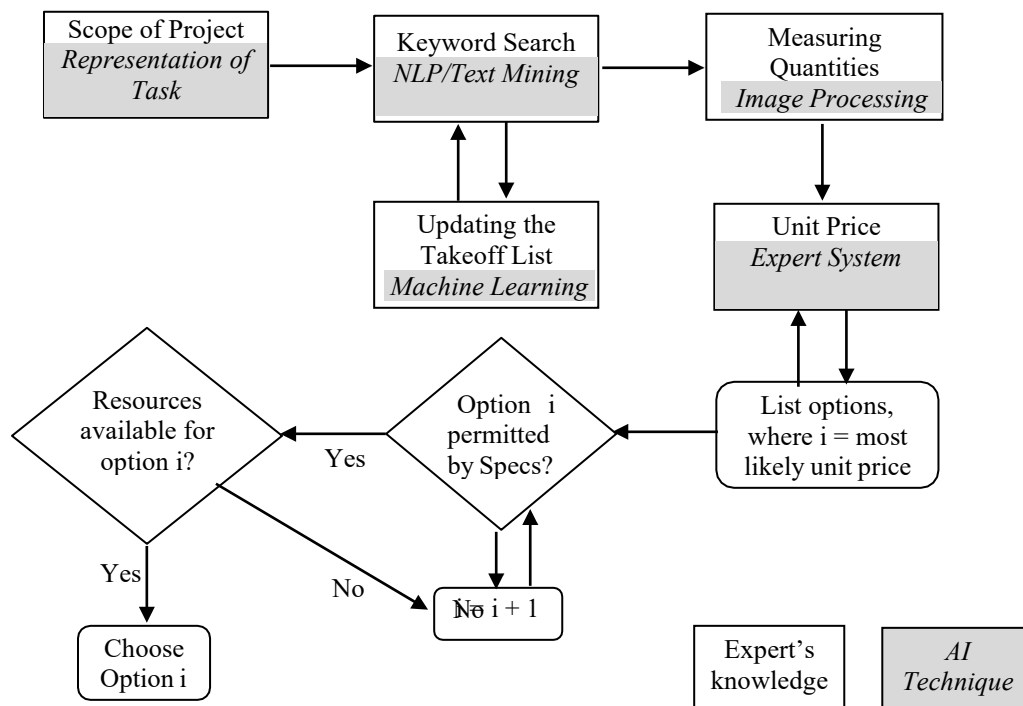 Scope of Project
Representation of
Task
Keyword Search
NLP/Text Mining
Measuring
Quantities
Image Processing
Updating the
Takeoff List
Machine Learning
Unit Price
Expert System
Resources
available for
option i?
Yes
Option i
permitted
by Specs?
List options,
where i = most
likely unit price
Yes
No
No
i = i + 1
Choose
Option i
Expert's
knowledge
AI
Technique